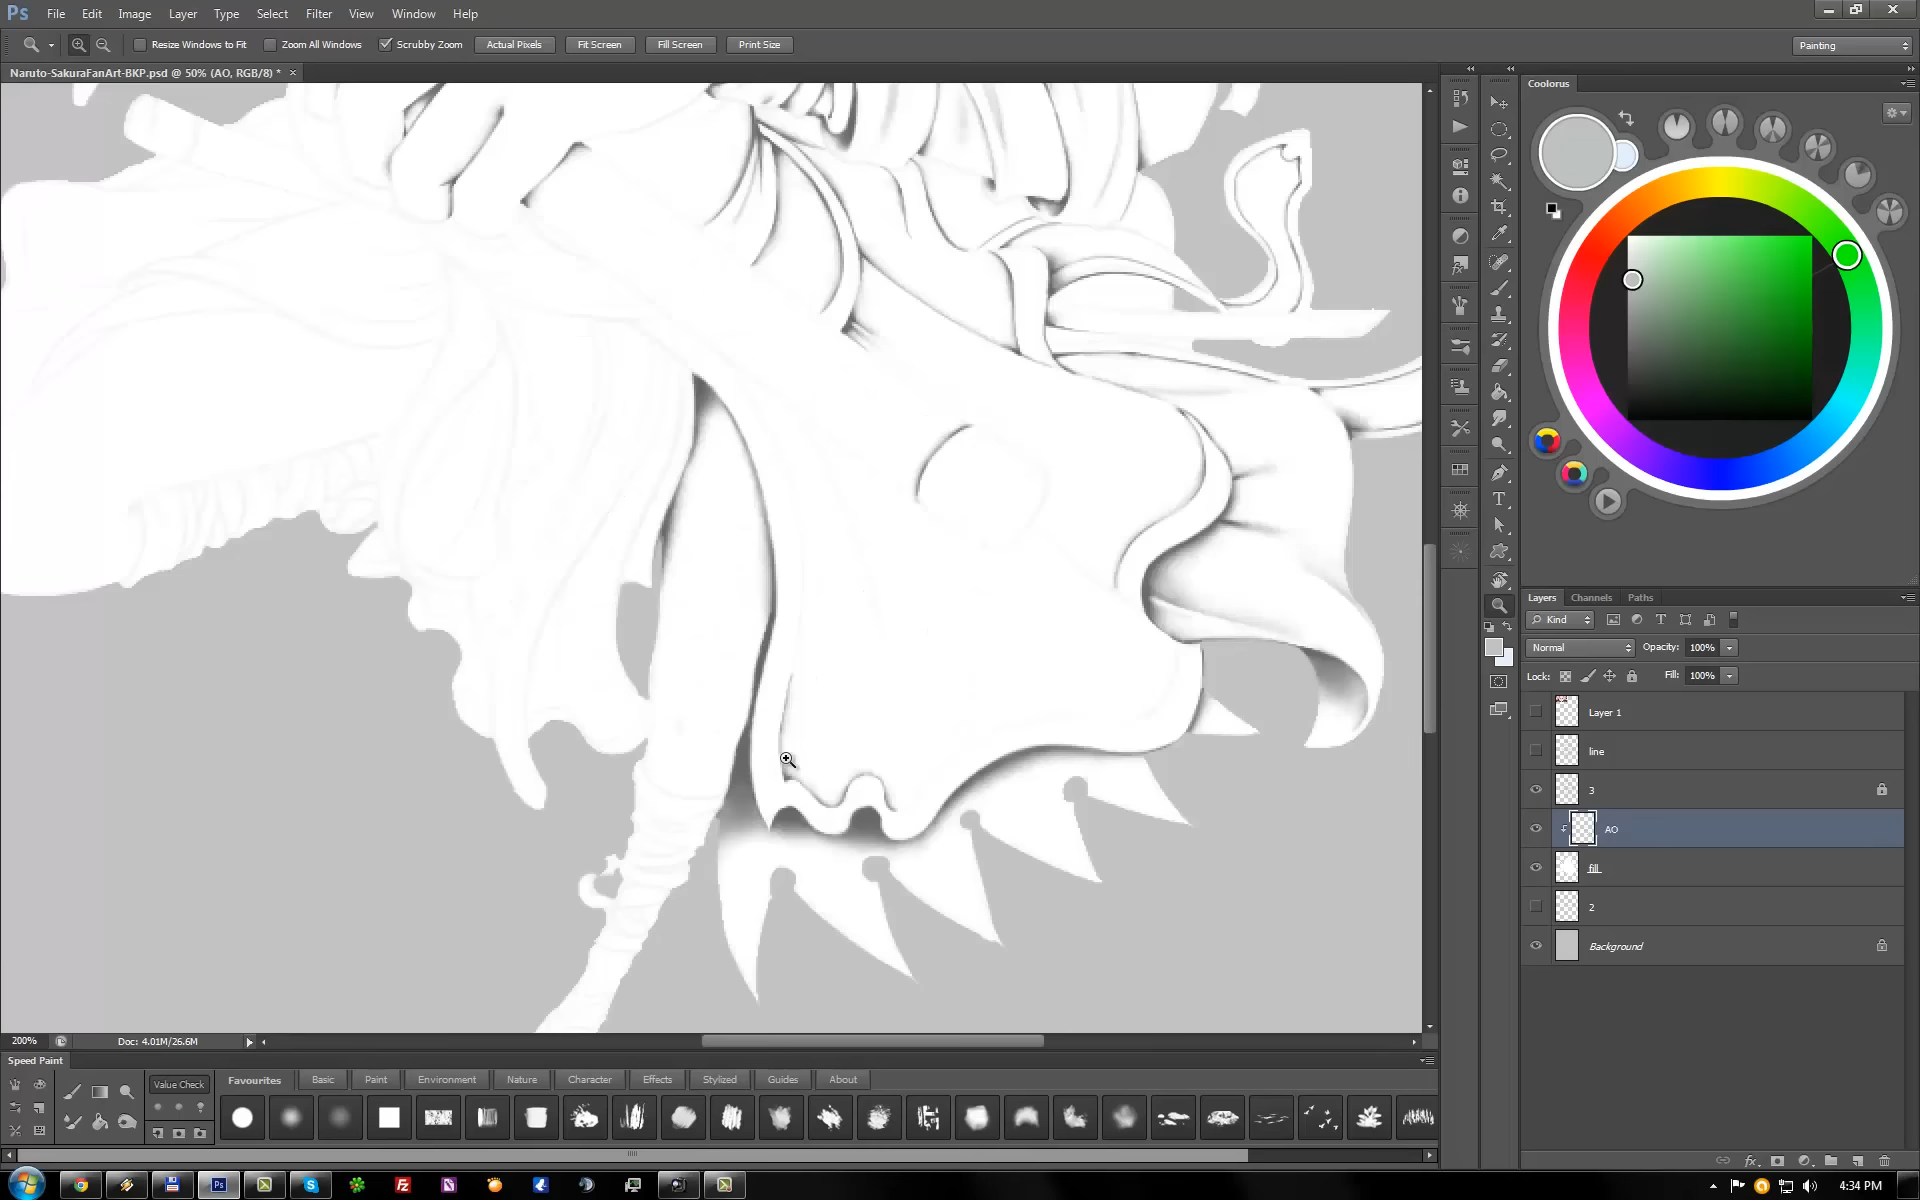 Ps File Edit Image Layer Type Select Filter Analysis View Window Help
Resize Windows to Fit Zoom All Windows Scrubby Zoom Actual Pixels Fit Screen Fill Screen Print Size Painting
Naruto-SakuraFanArt-BKP.psd @ 50% (AO, RGB/8) * ×
Coolorus
Layers Channels Paths
Kind
Normal Opacity: 100%
Lock: Fill: 100%
Layer 1
line
3
AO
fill
2
Background
200% Doc: 4.01M/26.6M
Speed Paint
Value Check Favourites Basic Paint Environment Nature Character Effects Stylized Guides About
4:34 PM